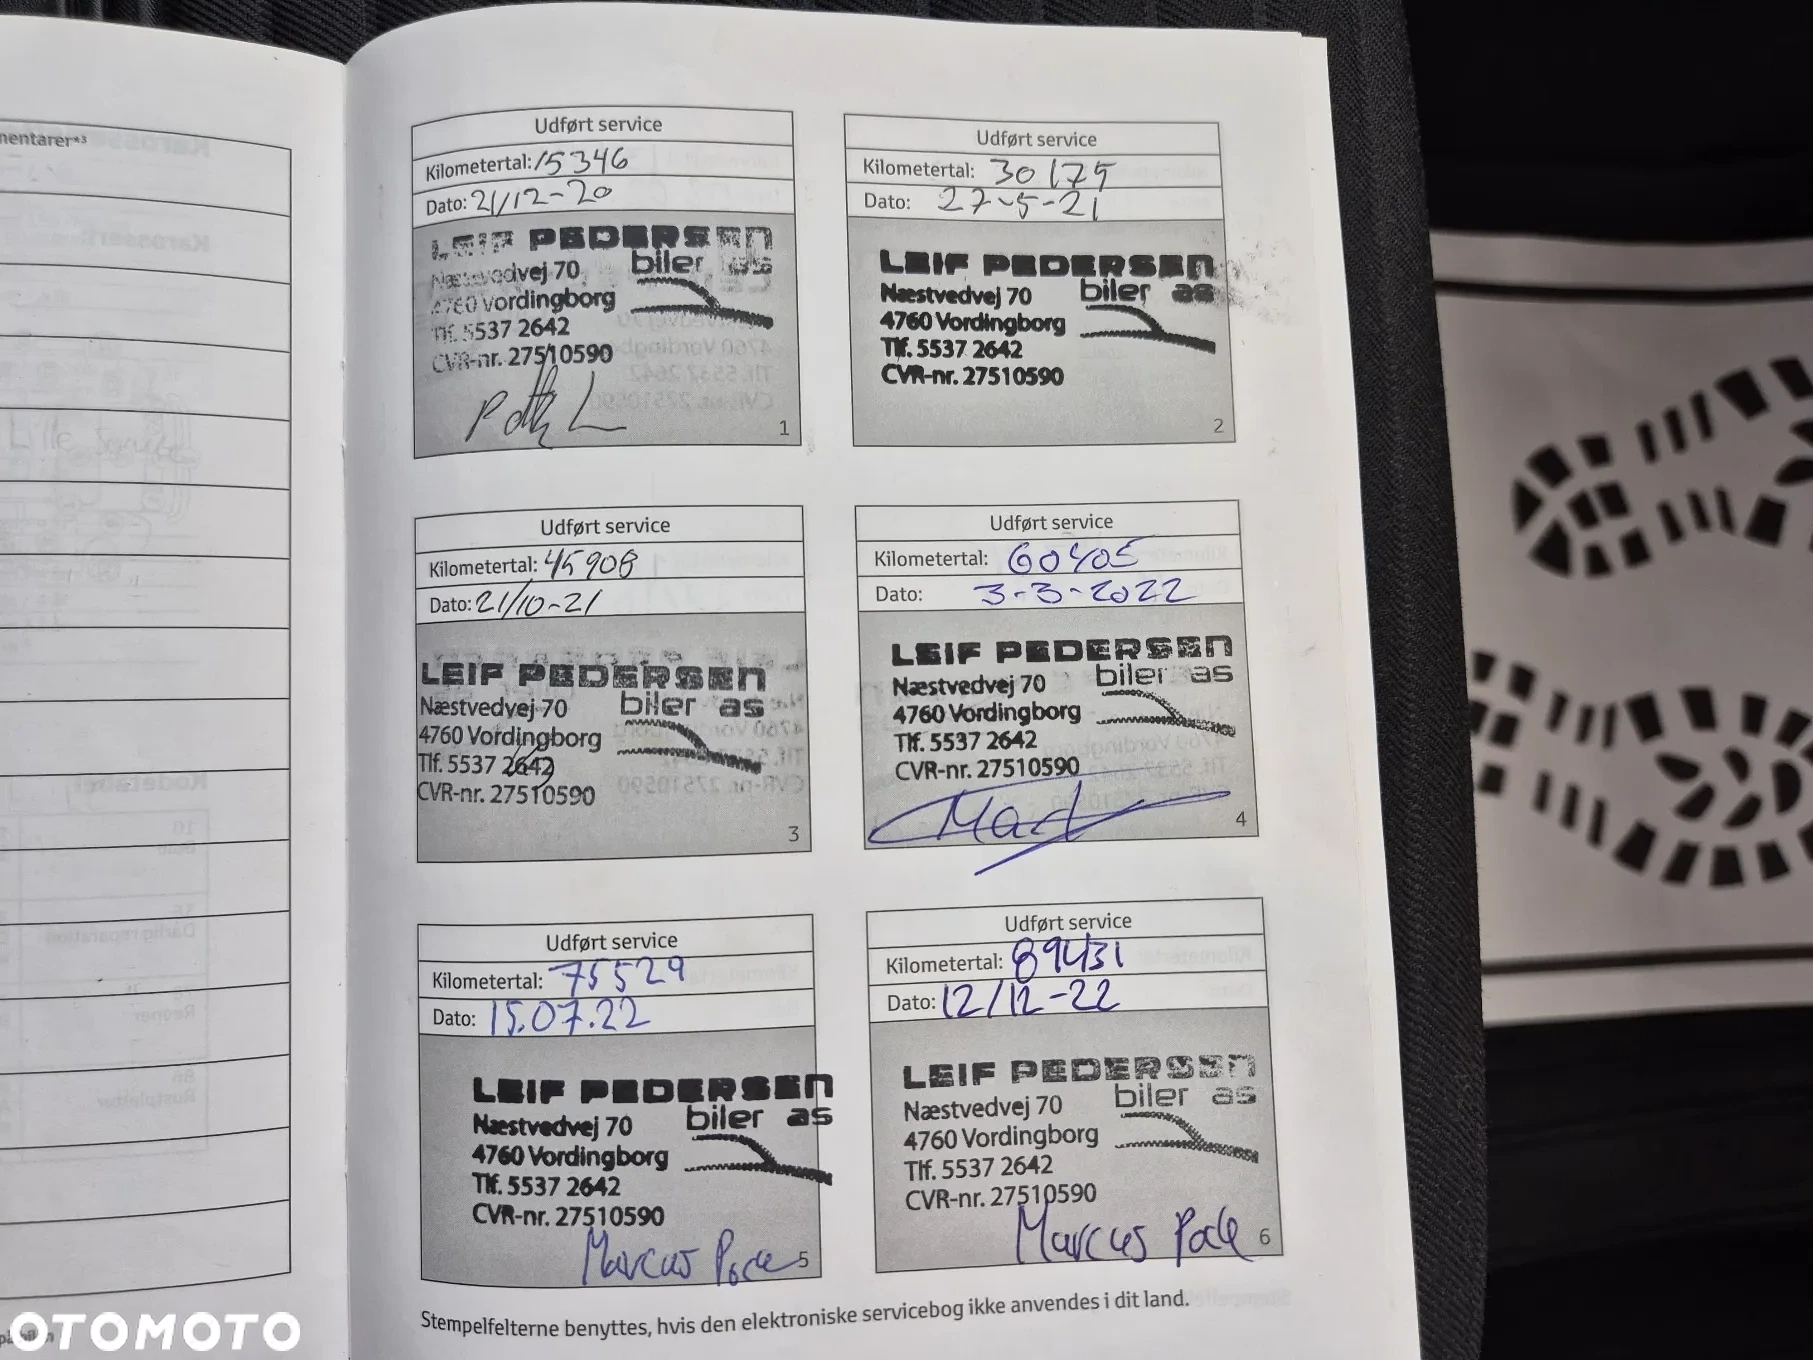 mentarer*³
Lille Service
Udført service
Kilometertal: 15346
Dato: 21/12-20
LEIF PEDERSEN
biler as
Næstvedvej 70
4760 Vordingborg
Tlf. 5537 2642
CVR-nr. 27510590
1
Udført service
Kilometertal: 30175
Dato: 27-5-21
LEIF PEDERSEN
biler as
Næstvedvej 70
4760 Vordingborg
Tlf. 5537 2642
CVR-nr. 27510590
2
Udført service
Kilometertal: 45908
Dato: 21/10-21
LEIF PEDERSEN
biler as
Næstvedvej 70
4760 Vordingborg
Tlf. 5537 2642
CVR-nr. 27510590
3
Udført service
Kilometertal: 60405
Dato: 3-3-2022
LEIF PEDERSEN
biler as
Næstvedvej 70
4760 Vordingborg
Tlf. 5537 2642
CVR-nr. 27510590
4
Udført service
Kilometertal: 75529
Dato: 15.07.22
LEIF PEDERSEN
biler as
Næstvedvej 70
4760 Vordingborg
Tlf. 5537 2642
CVR-nr. 27510590
Marcus
5
Udført service
Kilometertal: 89431
Dato: 12/12-22
LEIF PEDERSEN
biler as
Næstvedvej 70
4760 Vordingborg
Tlf. 5537 2642
CVR-nr. 27510590
Marcus
6
Stempelfelterne benyttes, hvis den elektroniske servicebog ikke anvendes i dit land.
OTOMOTO